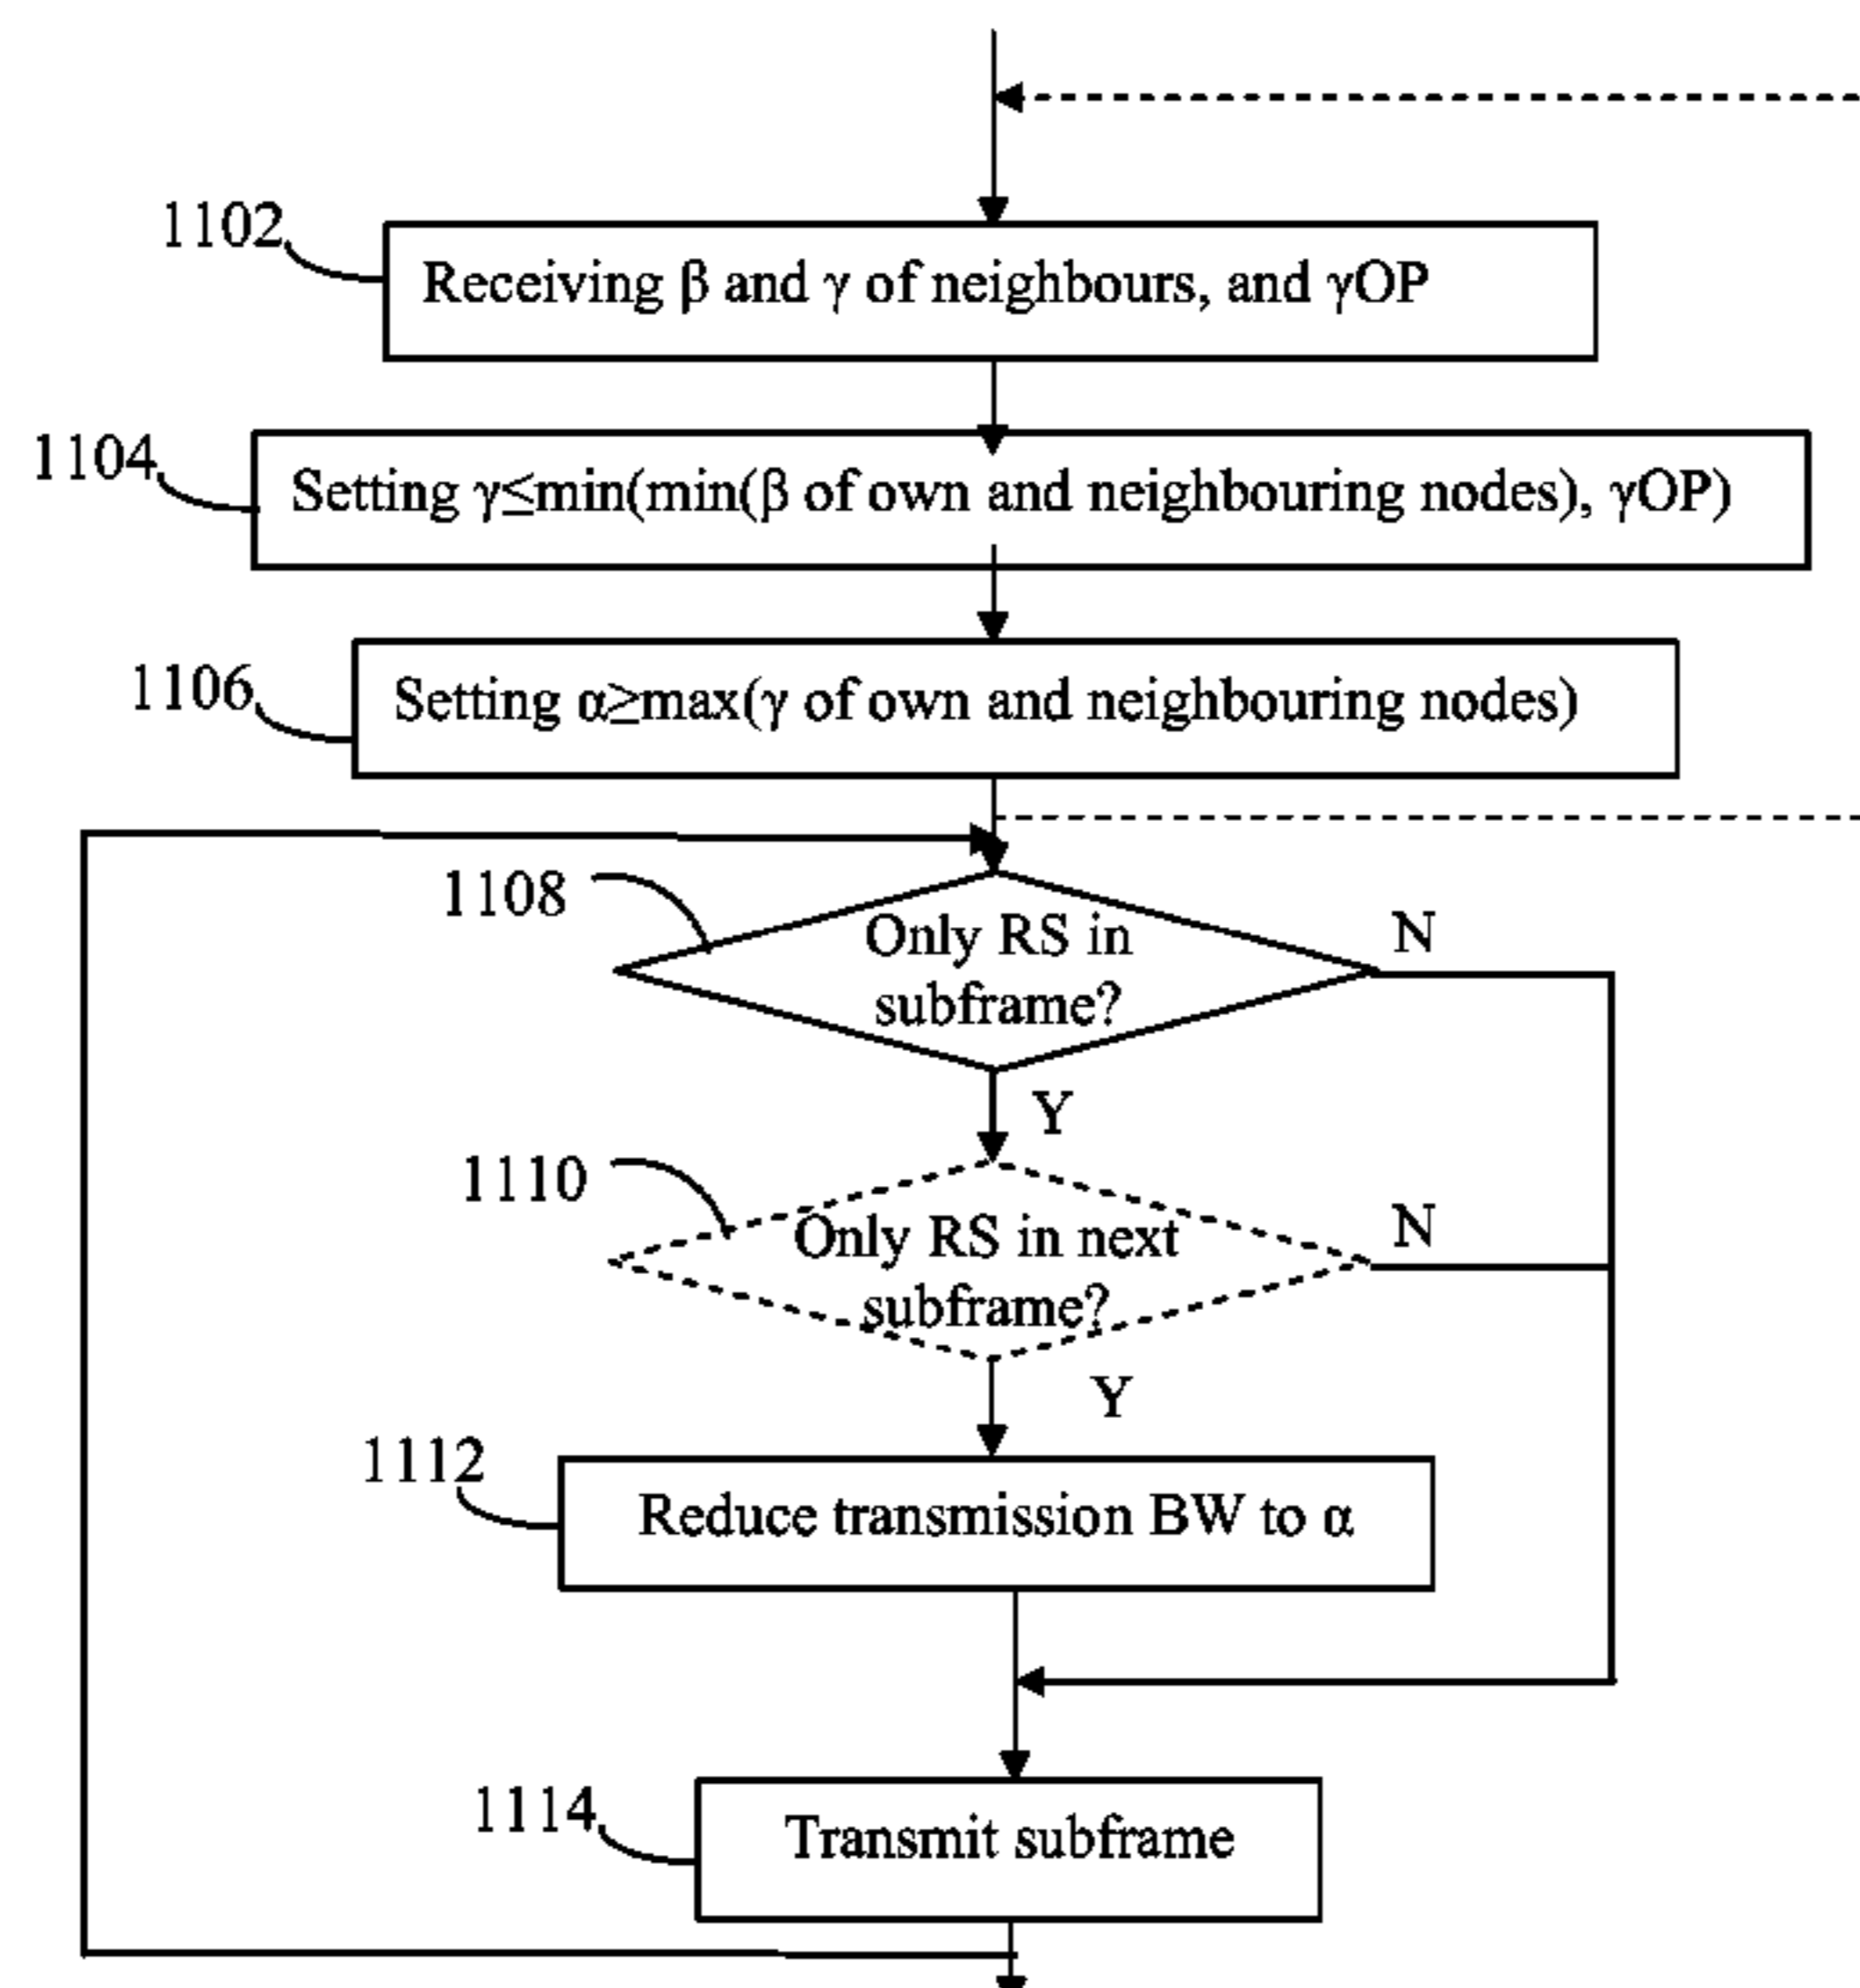 1102
Receiving β and γ of neighbours, and γOP
1104
Setting γ≤min(min(β of own and neighbouring nodes), γOP)
1106
Setting α≥max(γ of own and neighbouring nodes)
1108
Only RS in
subframe?
N
Y
1110
Only RS in next
subframe?
N
Y
1112
Reduce transmission BW to α
1114
Transmit subframe